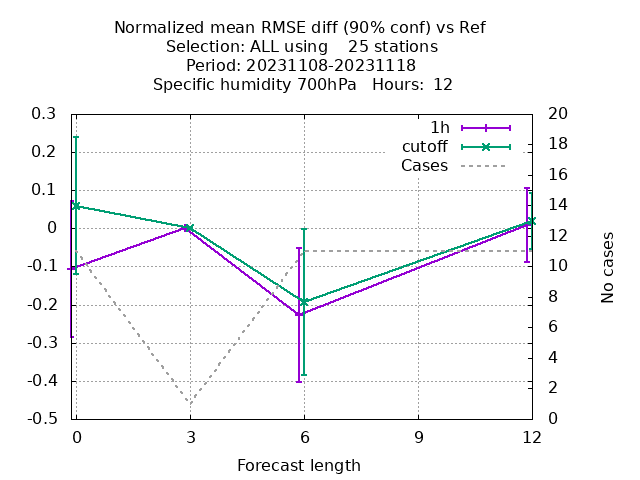 Normalized mean RMSE diff (90% conf) vs Ref
Selection: ALL using    25 stations
Period: 20231108-20231118
Specific humidity 700hPa   Hours:  12
0.3
0.2
0.1
0
-0.1
-0.2
-0.3
-0.4
-0.5
1h
cutoff
Cases
20
18
16
14
12
10
8
6
4
2
0
No cases
0
3
6
9
12
Forecast length